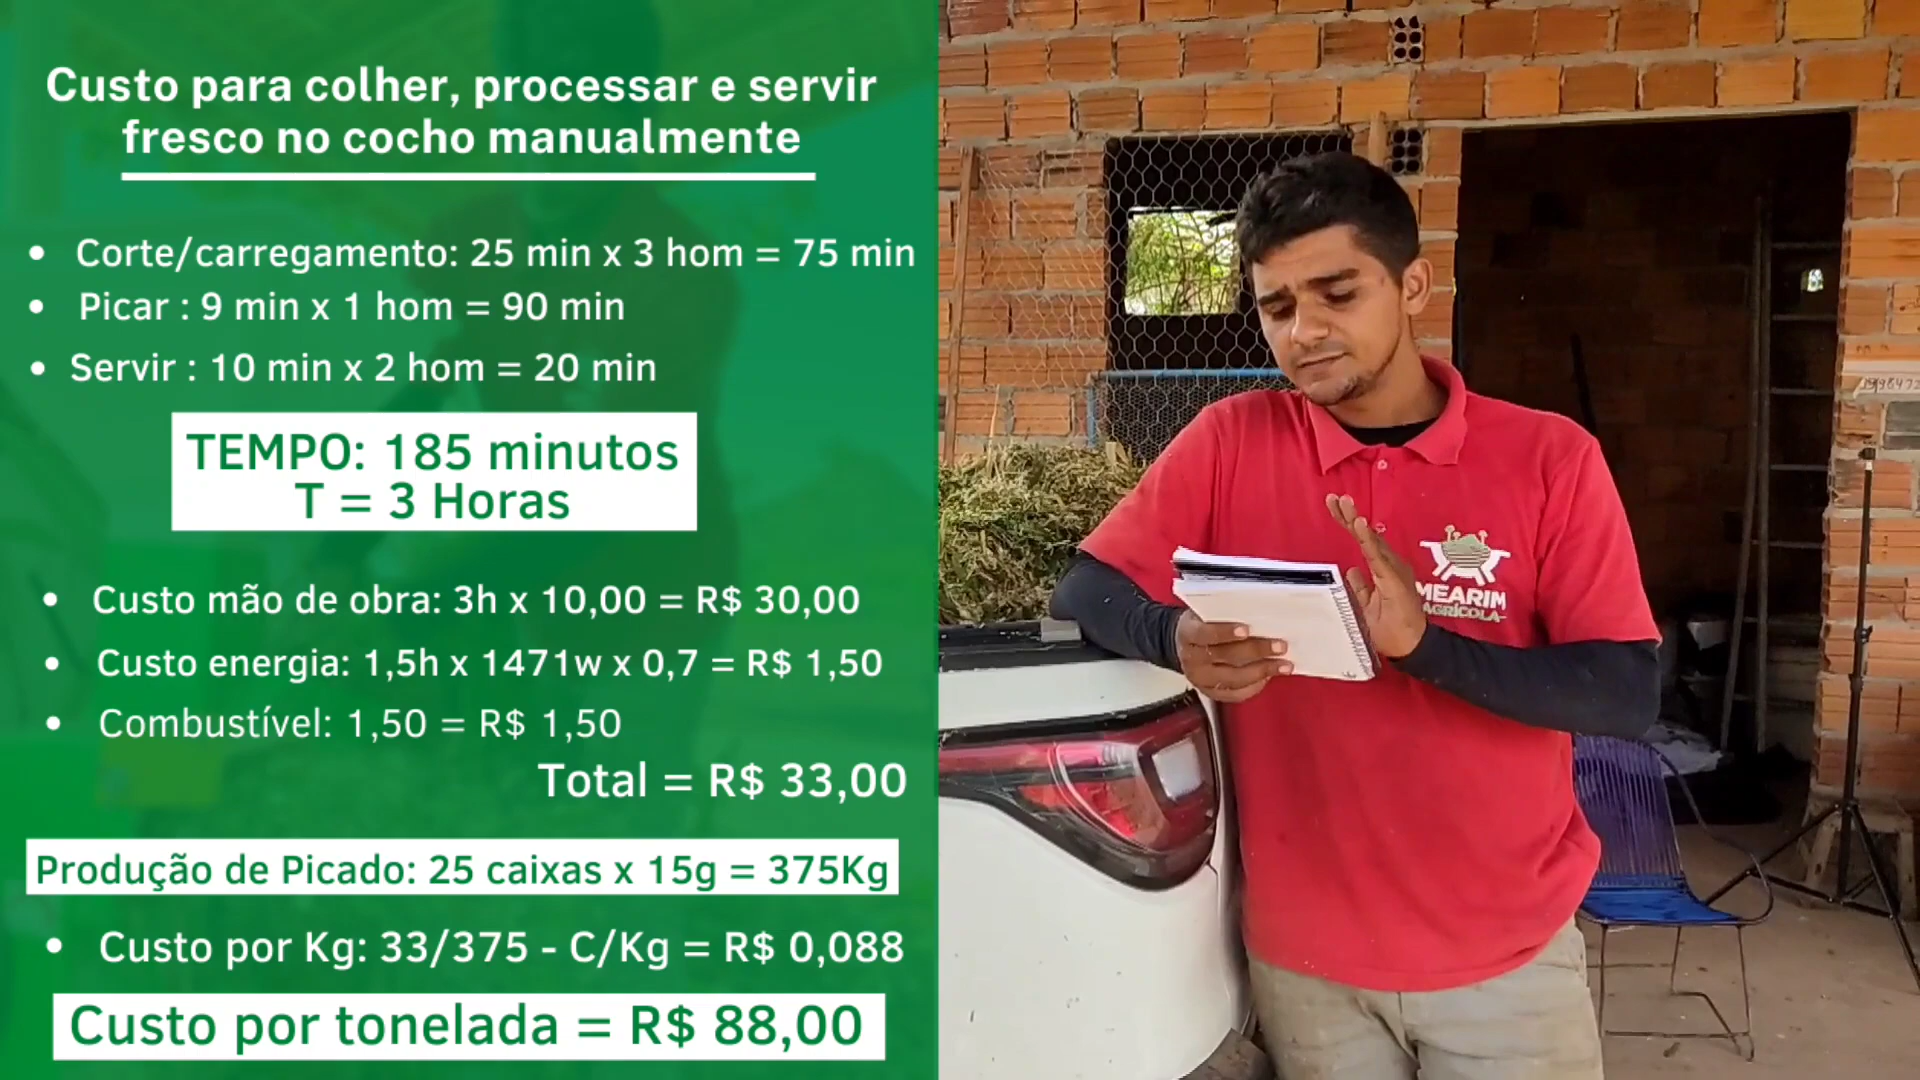 Custo para colher, processar e servir
fresco no cocho manualmente
• Corte/carregamento: 25 min x 3 hom = 75 min
• Picar : 9 min x 1 hom = 90 min
• Servir : 10 min x 2 hom = 20 min
TEMPO: 185 minutos
T = 3 Horas
• Custo mão de obra: 3h x 10,00 = R$ 30,00
• Custo energia: 1,5h x 1471w x 0,7 = R$ 1,50
• Combustível: 1,50 = R$ 1,50
Total = R$ 33,00
Produção de Picado: 25 caixas x 15g = 375Kg
• Custo por Kg: 33/375 - C/Kg = R$ 0,088
Custo por tonelada = R$ 88,00
MEARIM
AGRÍCOLA